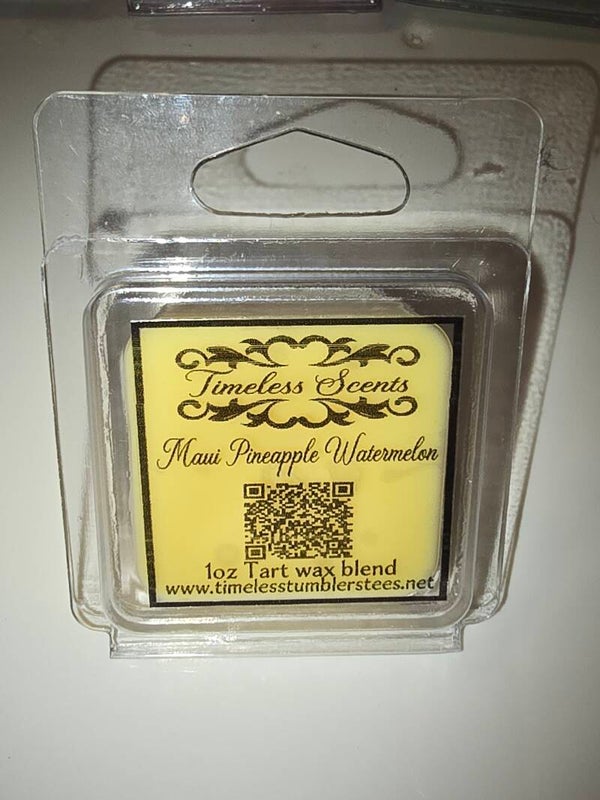 Timeless Scents
Maui Pineapple Watermelon
1oz Tart wax blend
www.timelesstumblerstees.net